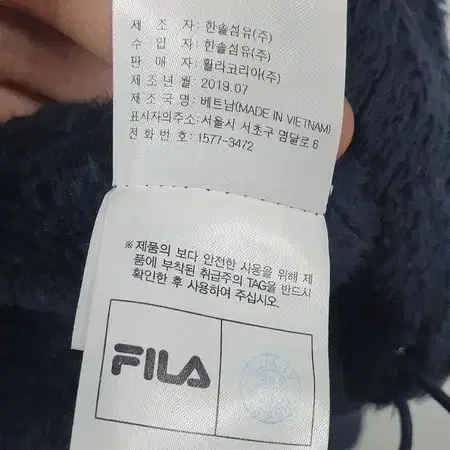 제 조 자 : 한솔섬유(주)
수 입 자 : 한솔섬유(주)
판 매 자 : 휠라코리아(주)
제조년월 : 2019.07
제조국명 : 베트남(MADE IN VIETNAM)
표시자의주소:서울시 서초구 명달로 6
전화번호 : 1577-3472
※제품의 보다 안전한 사용을 위해 제
품에 부착된 취급주의 TAG을 반드시
확인한 후 사용하여 주십시오.
FILA